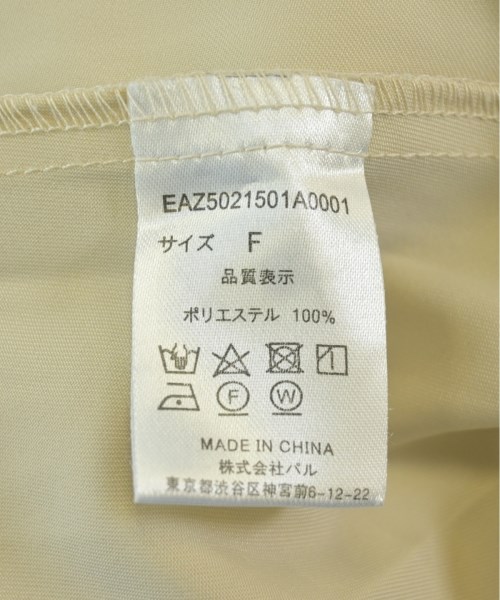 EAZ5021501A0001
サイズ F
品質表示
ポリエステル 100%
F W
MADE IN CHINA
株式会社パル
東京都渋谷区神宮前6-12-22